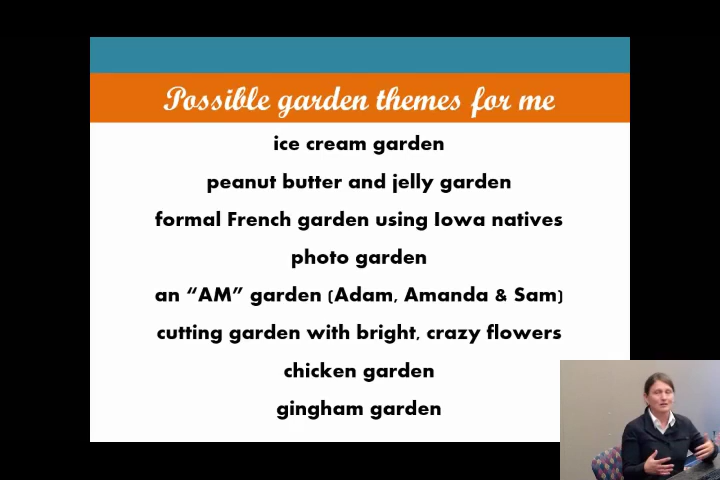 Possible garden themes for me
ice cream garden
peanut butter and jelly garden
formal French garden using Iowa natives
photo garden
an “AM” garden (Adam, Amanda & Sam)
cutting garden with bright, crazy flowers
chicken garden
gingham garden